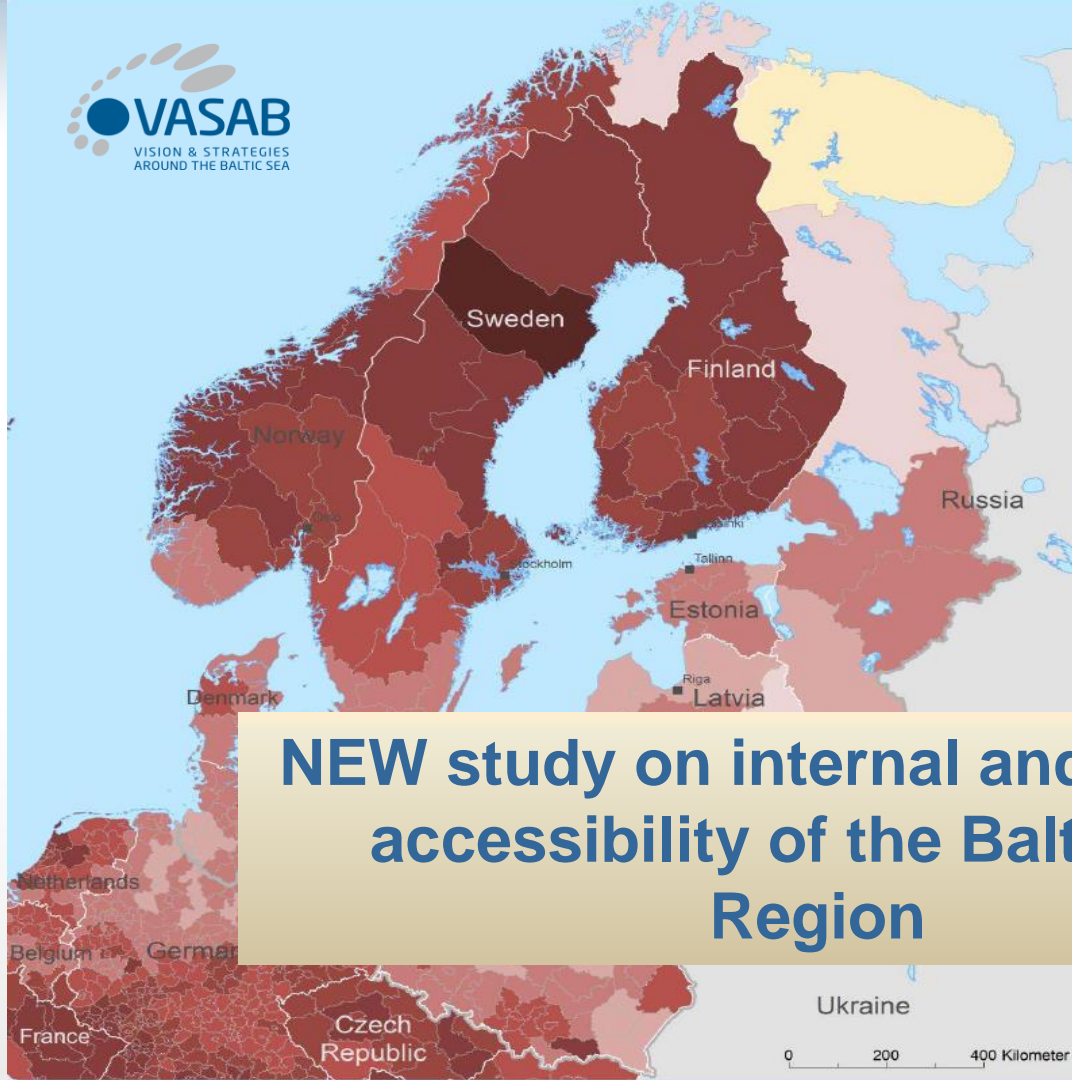 VASAB
VISION & STRATEGIES
AROUND THE BALTIC SEA
Sweden
Finland
Norway
Russia
Tallinn
Estonia
Riga
Latvia
Denmark
NEW study on internal and
accessibility of the Balt
Region
Netherlands
Belgium
German
Ukraine
France
Czech
Republic
0 200 400 Kilometer